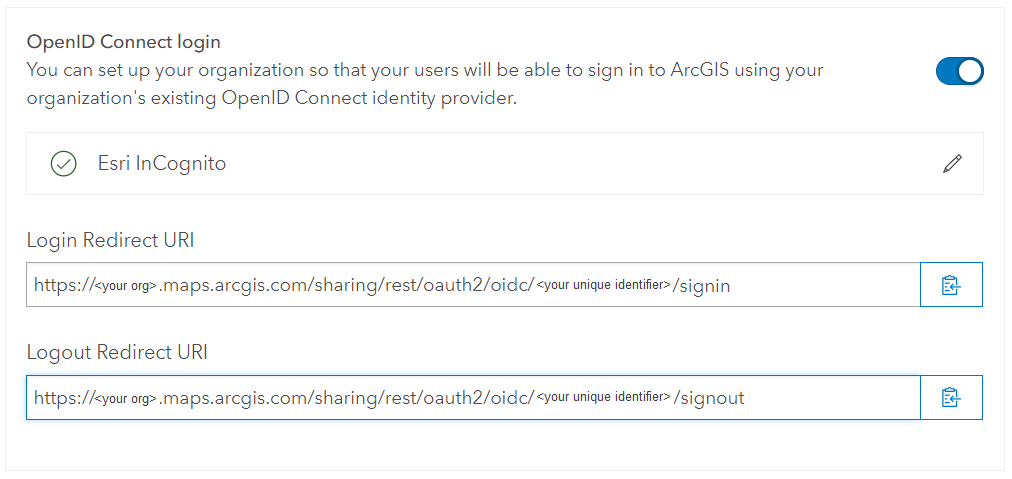 OpenID Connect login
You can set up your organization so that your users will be able to sign in to ArcGIS using your
organization's existing OpenID Connect identity provider.
Esri InCognito
Login Redirect URI
https://<your org>.maps.arcgis.com/sharing/rest/oauth2/oidc/<your unique identifier>/signin
Logout Redirect URI
https://<your org>.maps.arcgis.com/sharing/rest/oauth2/oidc/<your unique identifier>/signout